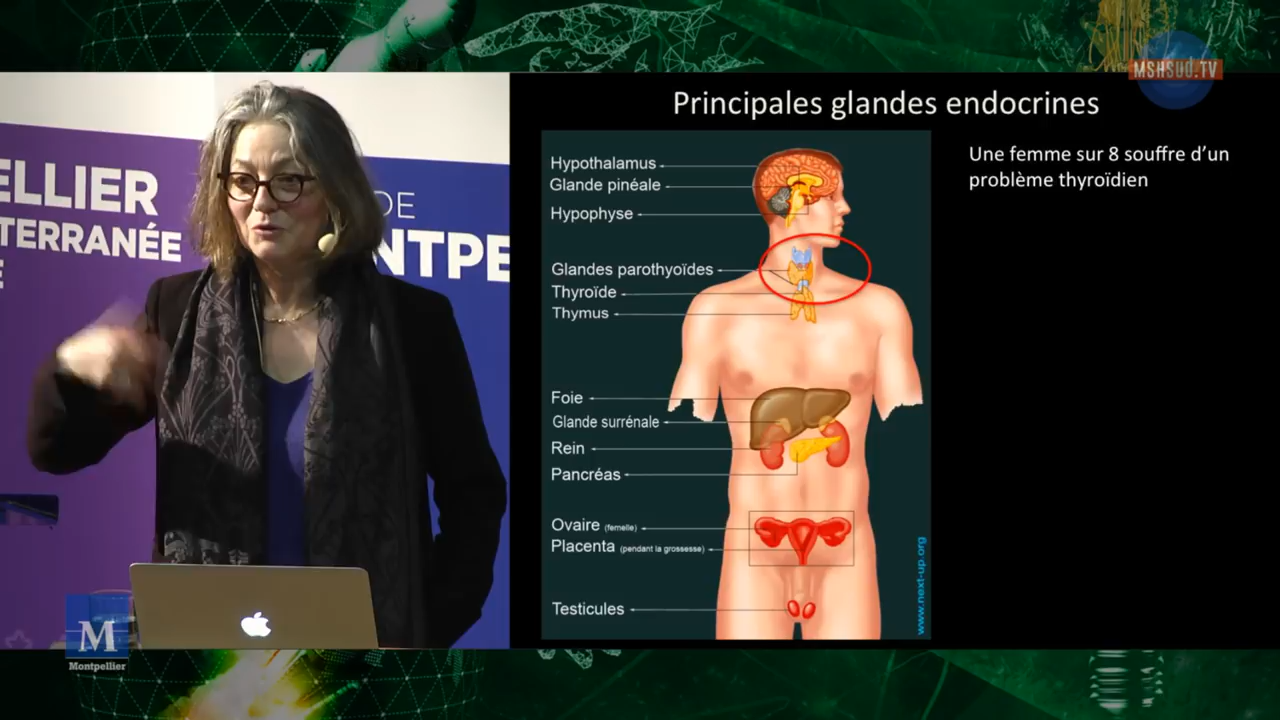 MSHSUD.TV
Principales glandes endocrines
Une femme sur 8 souffre d'un
problème thyroïdien
Hypothalamus
Glande pinéale
Hypophyse
Glandes parothyoïdes
Thyroïde
Thymus
Foie
Glande surrénale
Rein
Pancréas
Ovaire (femelle)
Placenta (pendant la grossesse)
Testicules
www.next-up.org
ELLIER
TERRANÉE
E
DE
NTPE
M
Montpellier